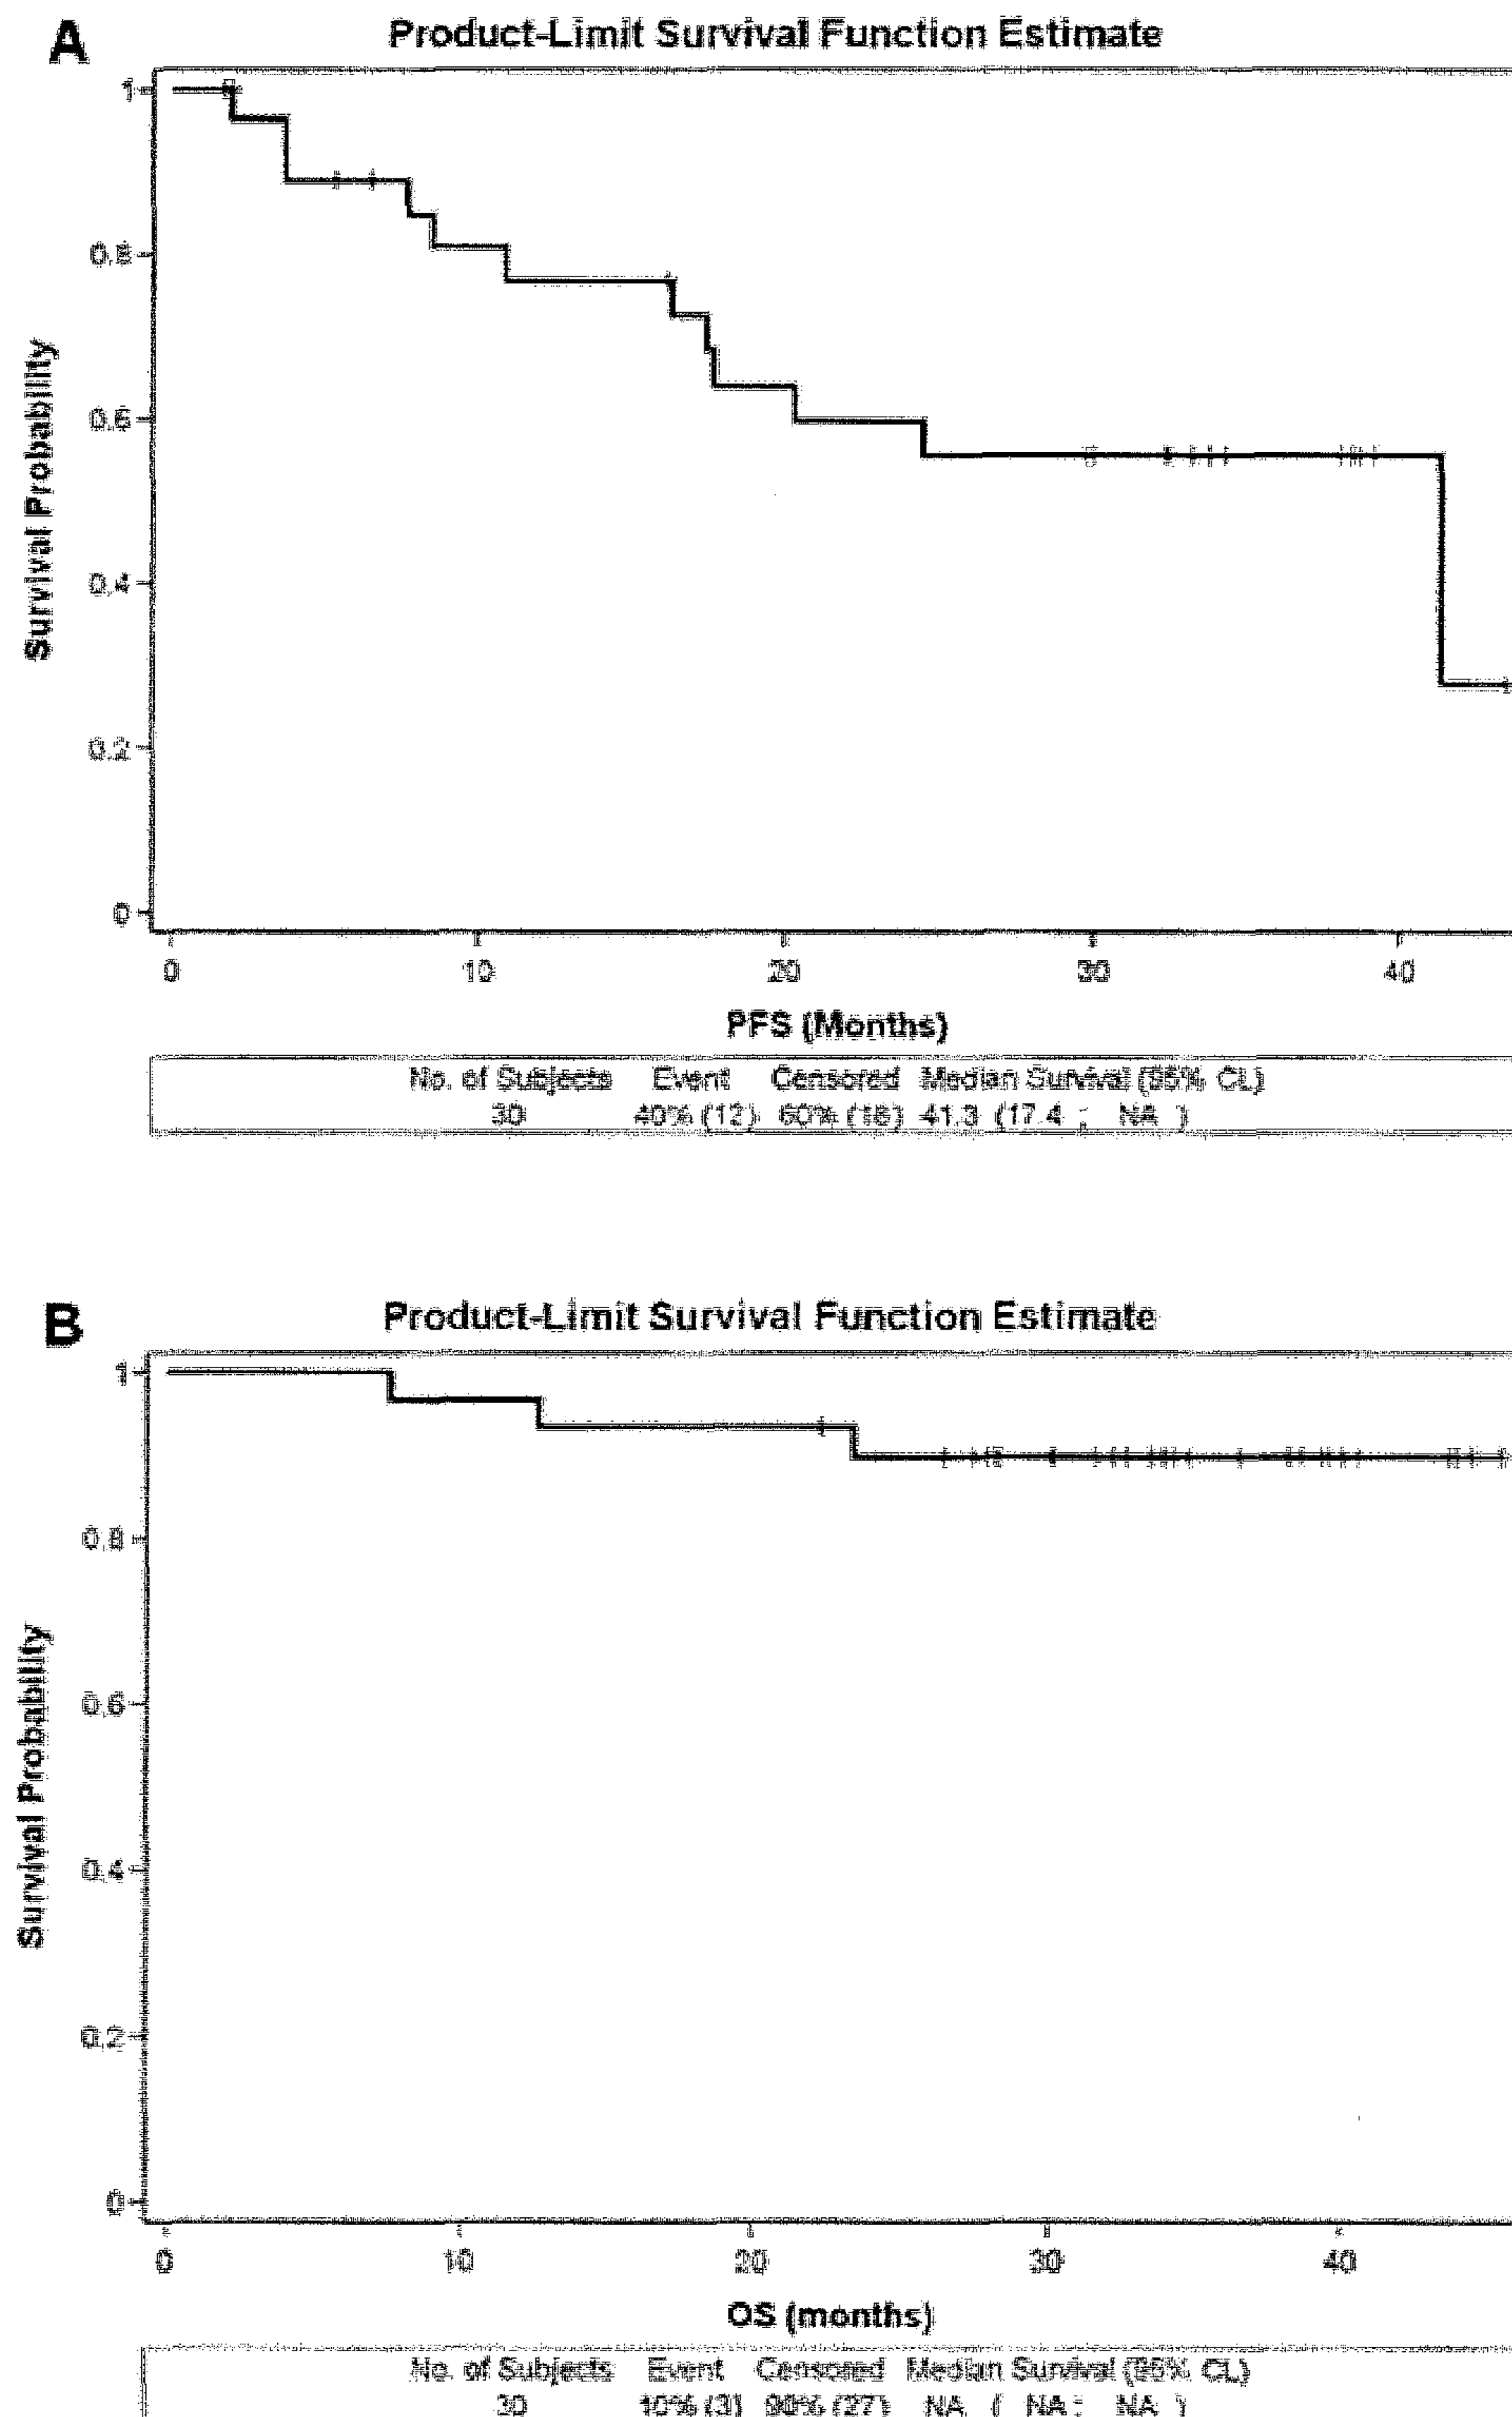 A
Product-Limit Survival Function Estimate
1
0.8
0.6
0.4
0.2
0
Survival Probability
0 10 20 30 40
PFS (Months)
No. of Subjects Event Censored Median Survival (95% CL)
30 40% (12) 60% (18) 41.3 (17.4 ; NA )
B
Product-Limit Survival Function Estimate
1
0.8
0.6
0.4
0.2
0
Survival Probability
0 10 20 30 40
OS (months)
No. of Subjects Event Censored Median Survival (95% CL)
30 10% (3) 90% (27) NA ( NA ; NA )